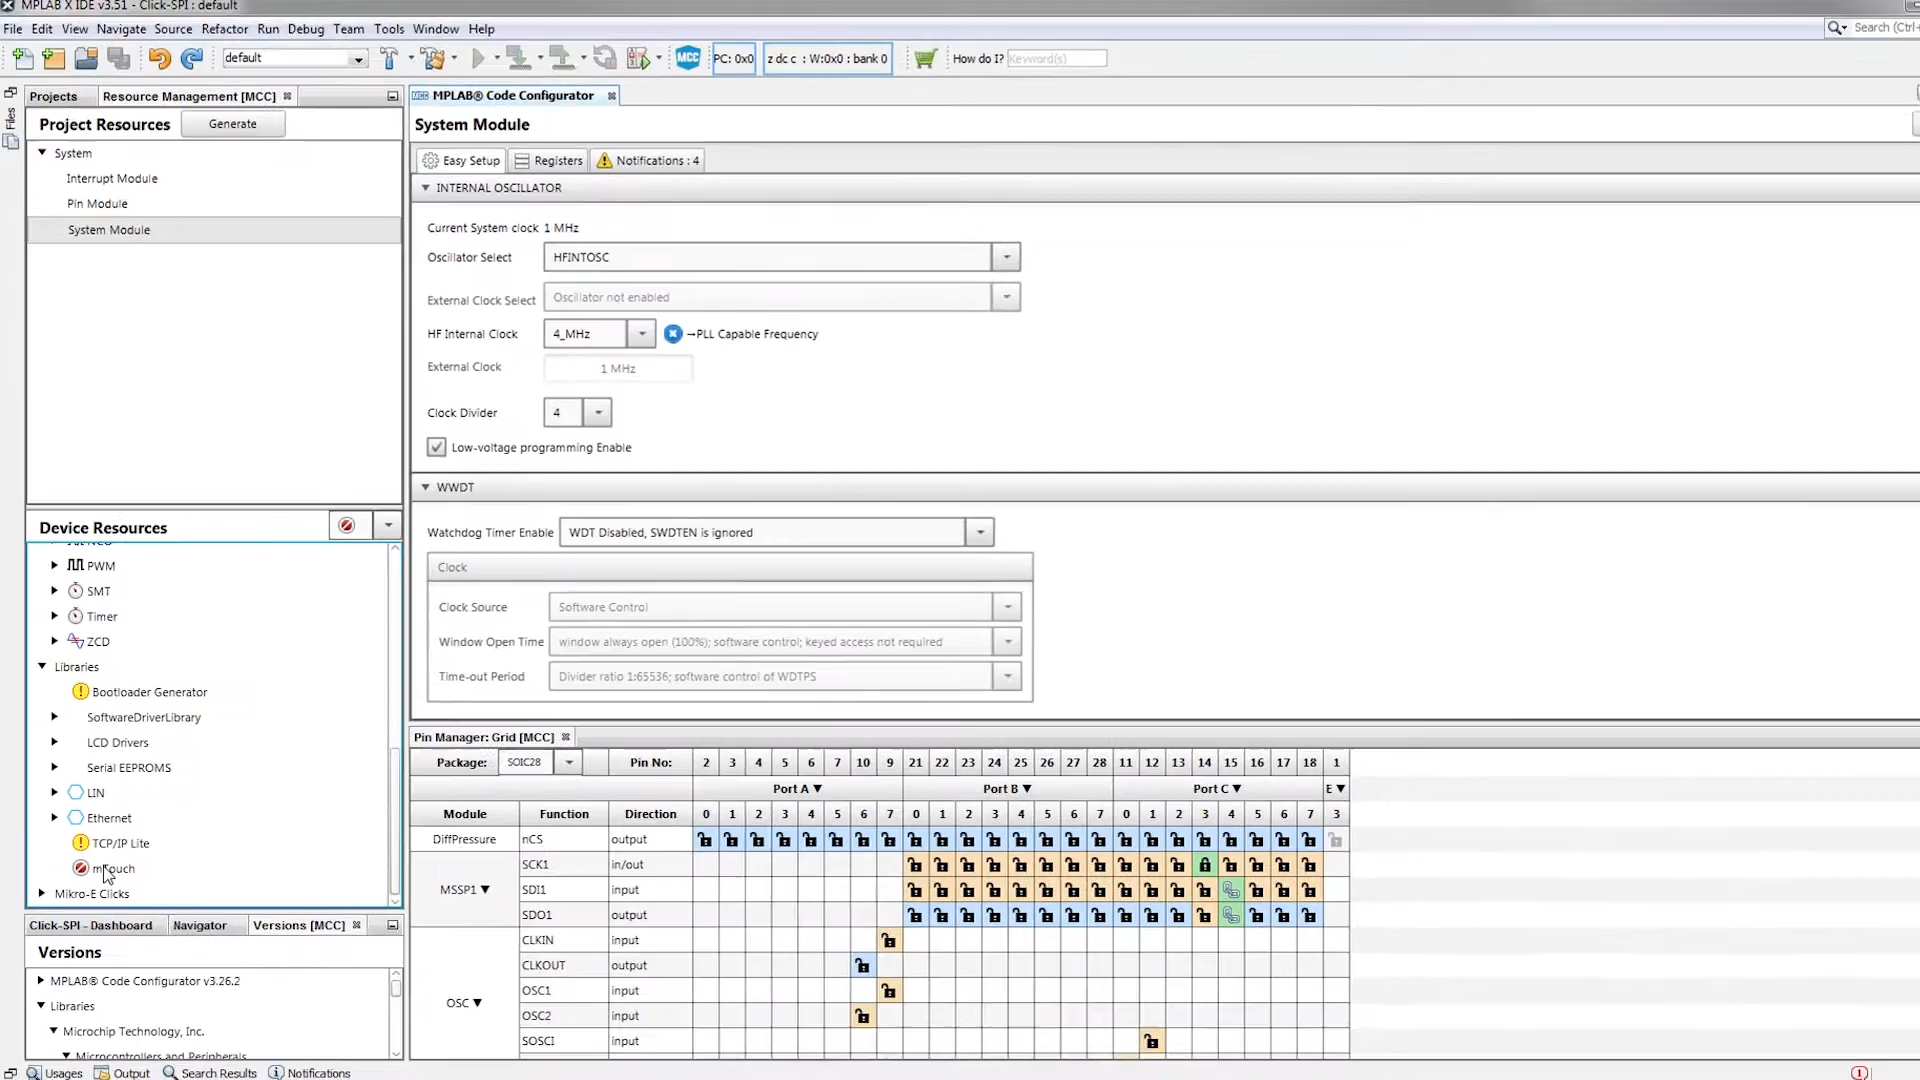 MPLAB X IDE v3.51 - Click-SPI : default
File Edit View Navigate Source Refactor Run Debug Team Tools Window Help
Search (Ctrl+
default
MCC
PC: 0x0
z dc c : W:0x0 : bank 0
How do I?
Keyword(s)
Files
Projects
Resource Management [MCC]
Project Resources
Generate
System
Interrupt Module
Pin Module
System Module
MPLAB® Code Configurator
System Module
Easy Setup
Registers
Notifications : 4
INTERNAL OSCILLATOR
Current System clock 1 MHz
Oscillator Select HFINTOSC
External Clock Select Oscillator not enabled
HF Internal Clock 4_MHz →PLL Capable Frequency
External Clock 1 MHz
Clock Divider 4
Low-voltage programming Enable
WWDT
Watchdog Timer Enable WDT Disabled, SWDTEN is ignored
Clock
Clock Source Software Control
Window Open Time window always open (100%); software control; keyed access not required
Time-out Period Divider ratio 1:65536; software control of WDTPS
Device Resources
NCO
PWM
SMT
Timer
ZCD
Libraries
Bootloader Generator
SoftwareDriverLibrary
LCD Drivers
Serial EEPROMS
LIN
Ethernet
TCP/IP Lite
mTouch
Mikro-E Clicks
Pin Manager: Grid [MCC]
Package: SOIC28 Pin No: 2 3 4 5 6 7 10 9 21 22 23 24 25 26 27 28 11 12 13 14 15 16 17 18 1
Port A▼ Port B▼ Port C▼ E▼
Module Function Direction 0 1 2 3 4 5 6 7 0 1 2 3 4 5 6 7 0 1 2 3 4 5 6 7 3
DiffPressure nCS output
MSSP1▼ SCK1 in/out
SDI1 input
SDO1 output
OSC▼ CLKIN input
CLKOUT output
OSC1 input
OSC2 input
SOSCI input
Click-SPI - Dashboard
Navigator
Versions [MCC]
Versions
MPLAB® Code Configurator v3.26.2
Libraries
Microchip Technology, Inc.
Microcontrollers and Peripherals
Usages
Output
Search Results
Notifications
1